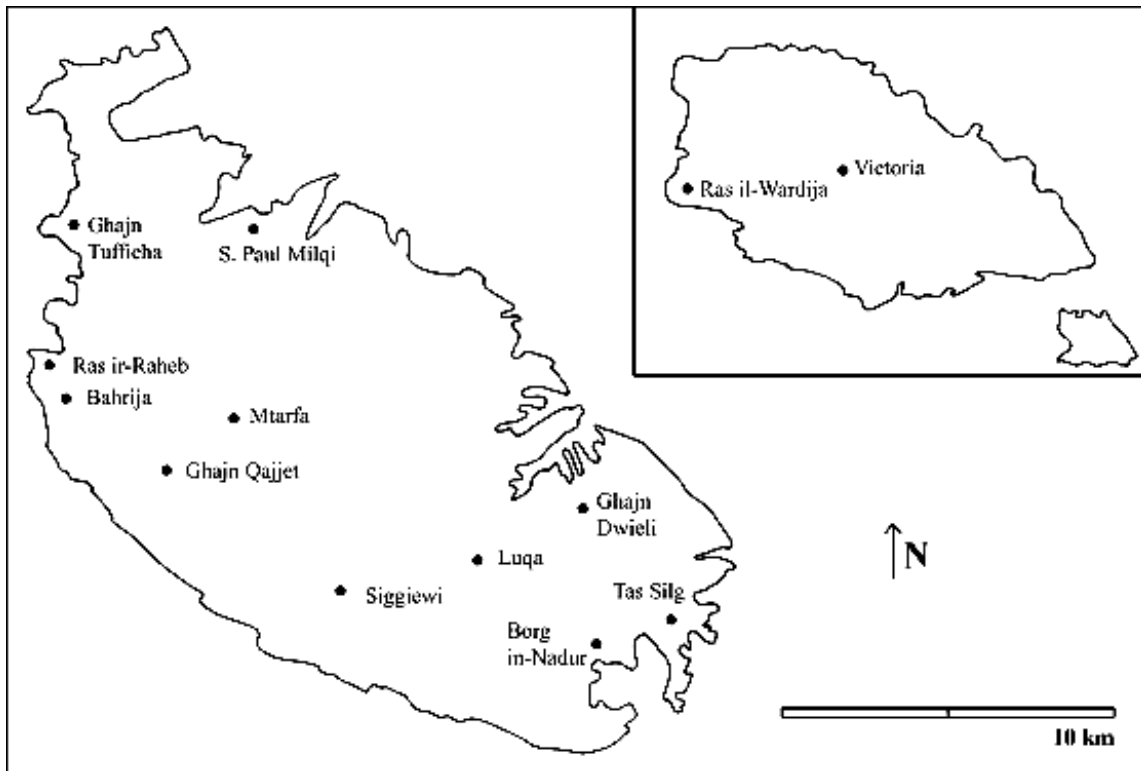 Victoria
Ras il-Wardija
Ghajn
Tufficha
S. Paul Milqi
Ras ir-Raheb
Bahrija
Mtarfa
Ghajn Qajjet
Ghajn
Dwieli
Luqa
Siggiewi
Tas Silg
Borg
in-Nadur
N
10 km